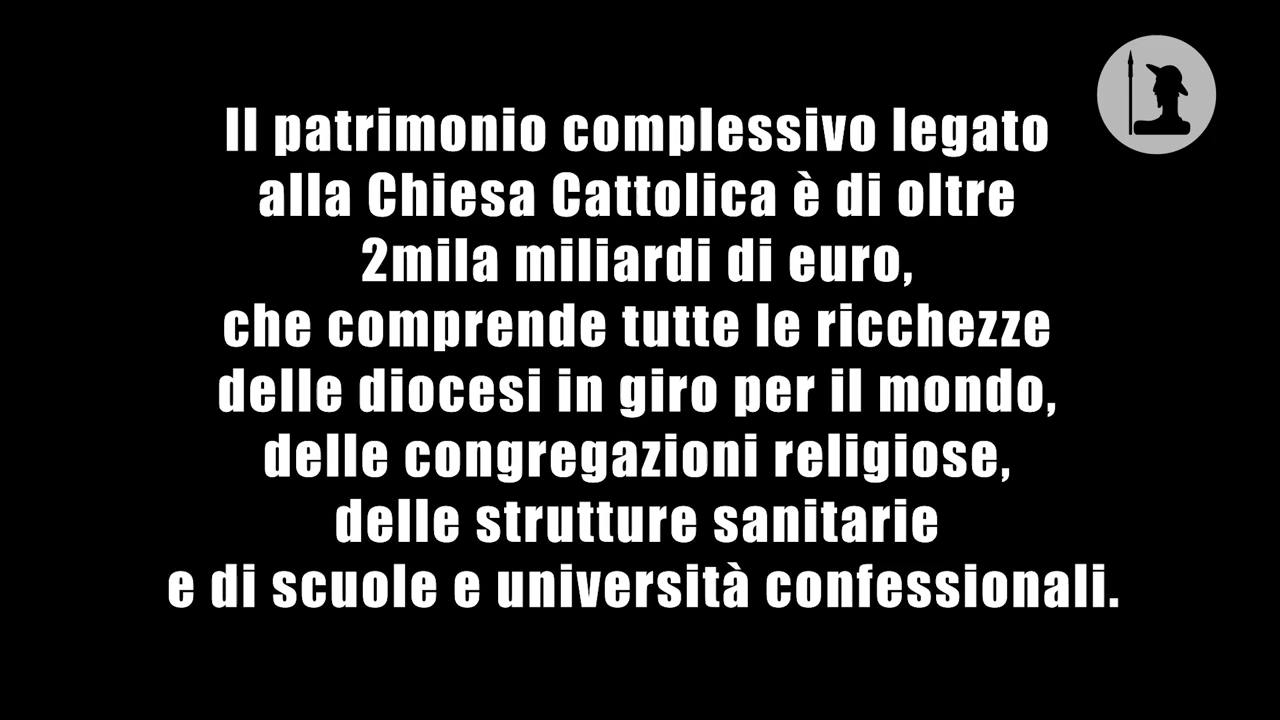 Il patrimonio complessivo legato
alla Chiesa Cattolica è di oltre
2mila miliardi di euro,
che comprende tutte le ricchezze
delle diocesi in giro per il mondo,
delle congregazioni religiose,
delle strutture sanitarie
e di scuole e università confessionali.